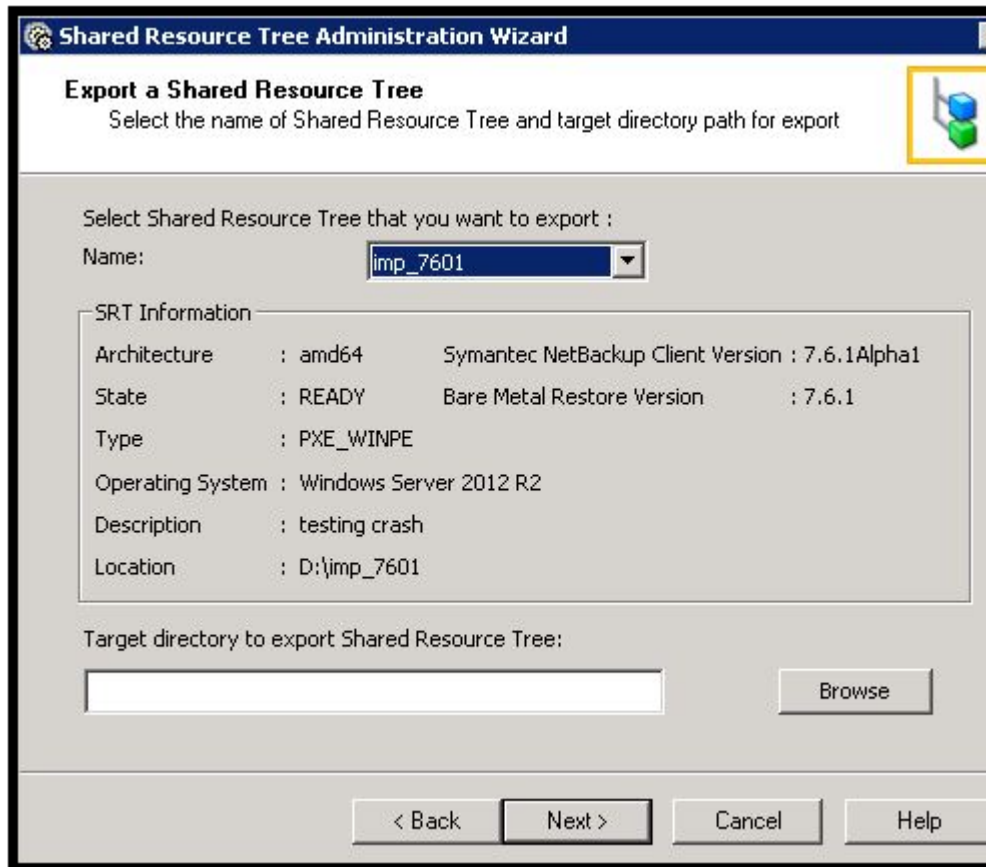 Shared Resource Tree Administration Wizard
Export a Shared Resource Tree
Select the name of Shared Resource Tree and target directory path for export
Select Shared Resource Tree that you want to export :
Name: imp_7601
SRT Information
Architecture : amd64 Symantec NetBackup Client Version : 7.6.1Alpha1
State : READY Bare Metal Restore Version : 7.6.1
Type : PXE_WINPE
Operating System : Windows Server 2012 R2
Description : testing crash
Location : D:\imp_7601
Target directory to export Shared Resource Tree:
Browse
< Back Next > Cancel Help